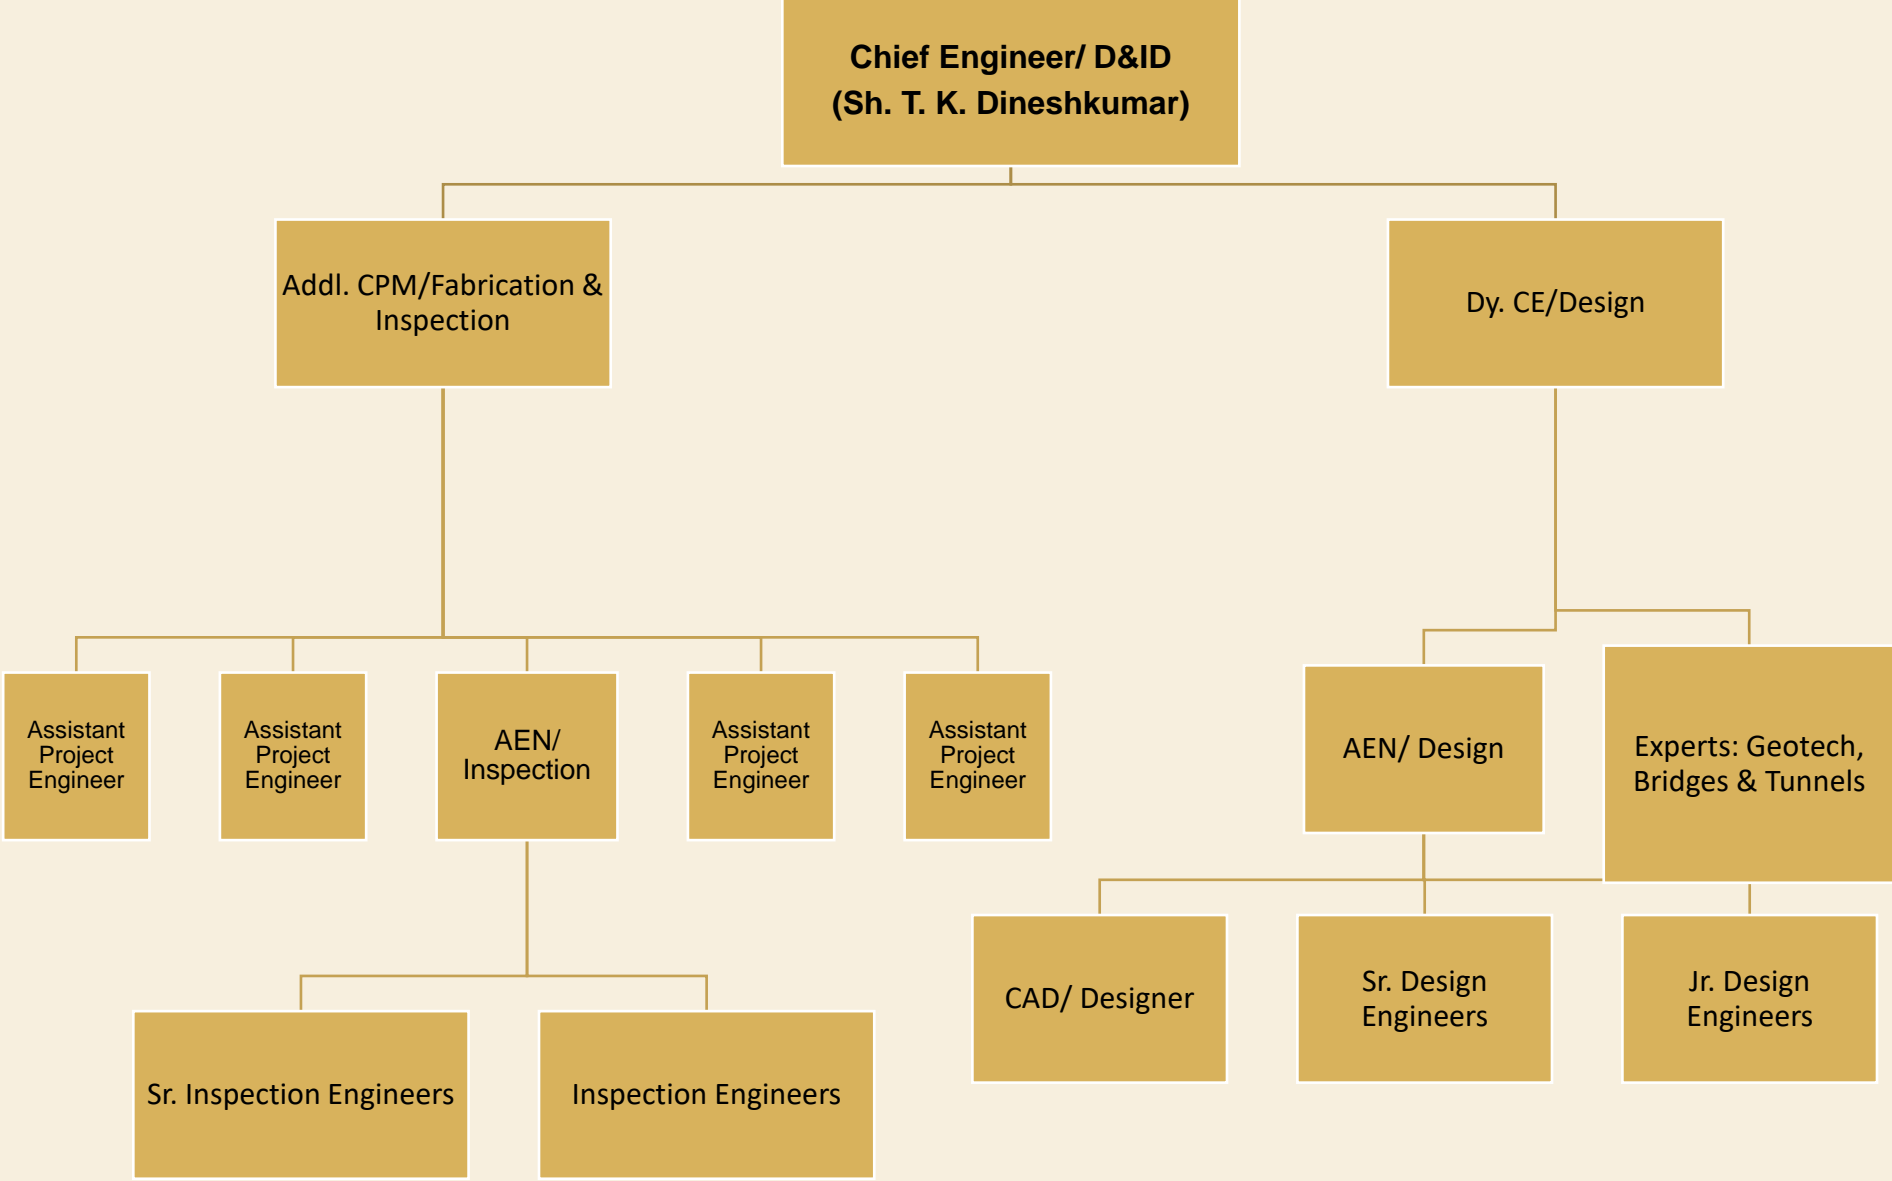 Chief Engineer/ D&ID
(Sh. T. K. Dineshkumar)
Addl. CPM/Fabrication &
Inspection
Dy. CE/Design
Assistant
Project
Engineer
Assistant
Project
Engineer
AEN/
Inspection
Assistant
Project
Engineer
Assistant
Project
Engineer
AEN/ Design
Experts: Geotech,
Bridges & Tunnels
Sr. Inspection Engineers
Inspection Engineers
CAD/ Designer
Sr. Design
Engineers
Jr. Design
Engineers